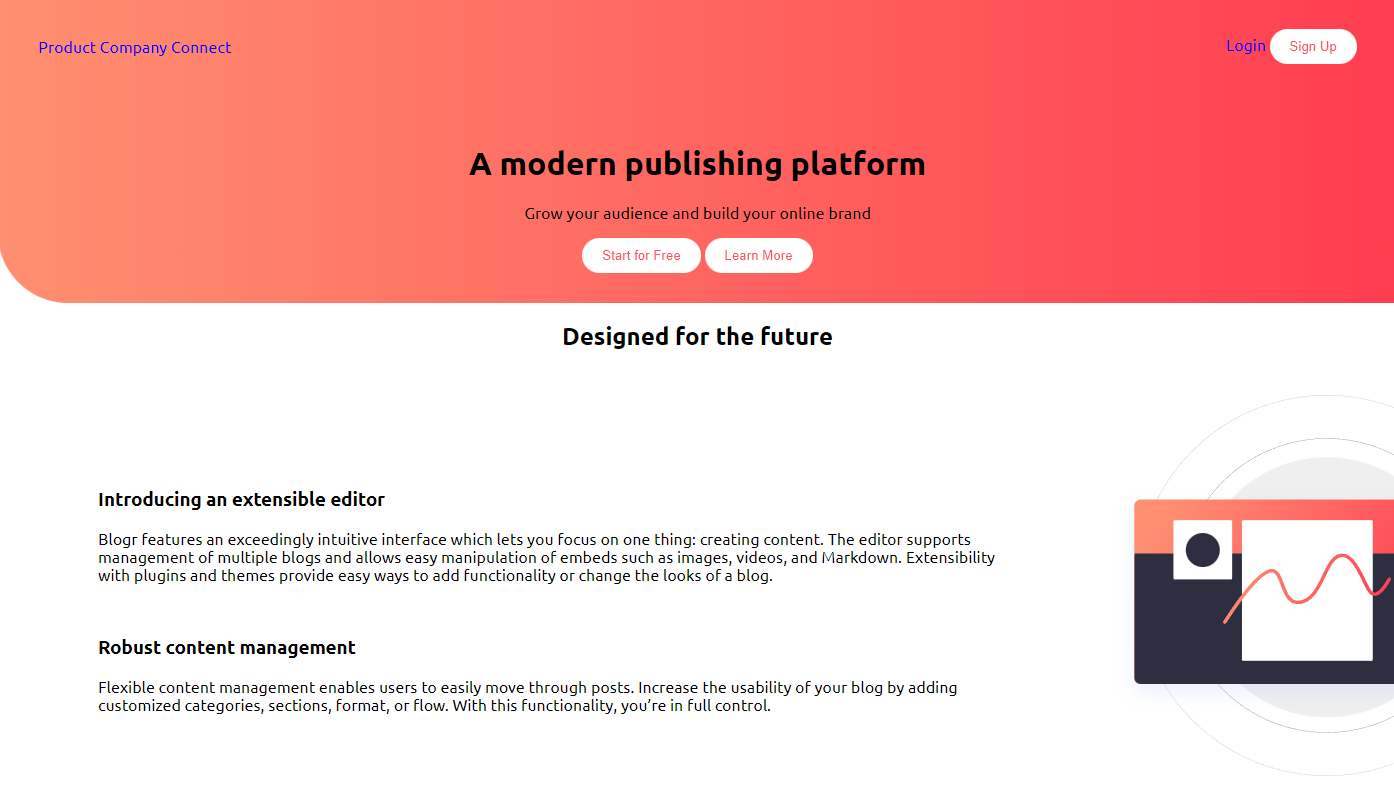 Product Company Connect
Login Sign Up
A modern publishing platform
Grow your audience and build your online brand
Start for Free Learn More
Designed for the future
Introducing an extensible editor
Blogr features an exceedingly intuitive interface which lets you focus on one thing: creating content. The editor supports
management of multiple blogs and allows easy manipulation of embeds such as images, videos, and Markdown. Extensibility
with plugins and themes provide easy ways to add functionality or change the looks of a blog.
Robust content management
Flexible content management enables users to easily move through posts. Increase the usability of your blog by adding
customized categories, sections, format, or flow. With this functionality, you’re in full control.